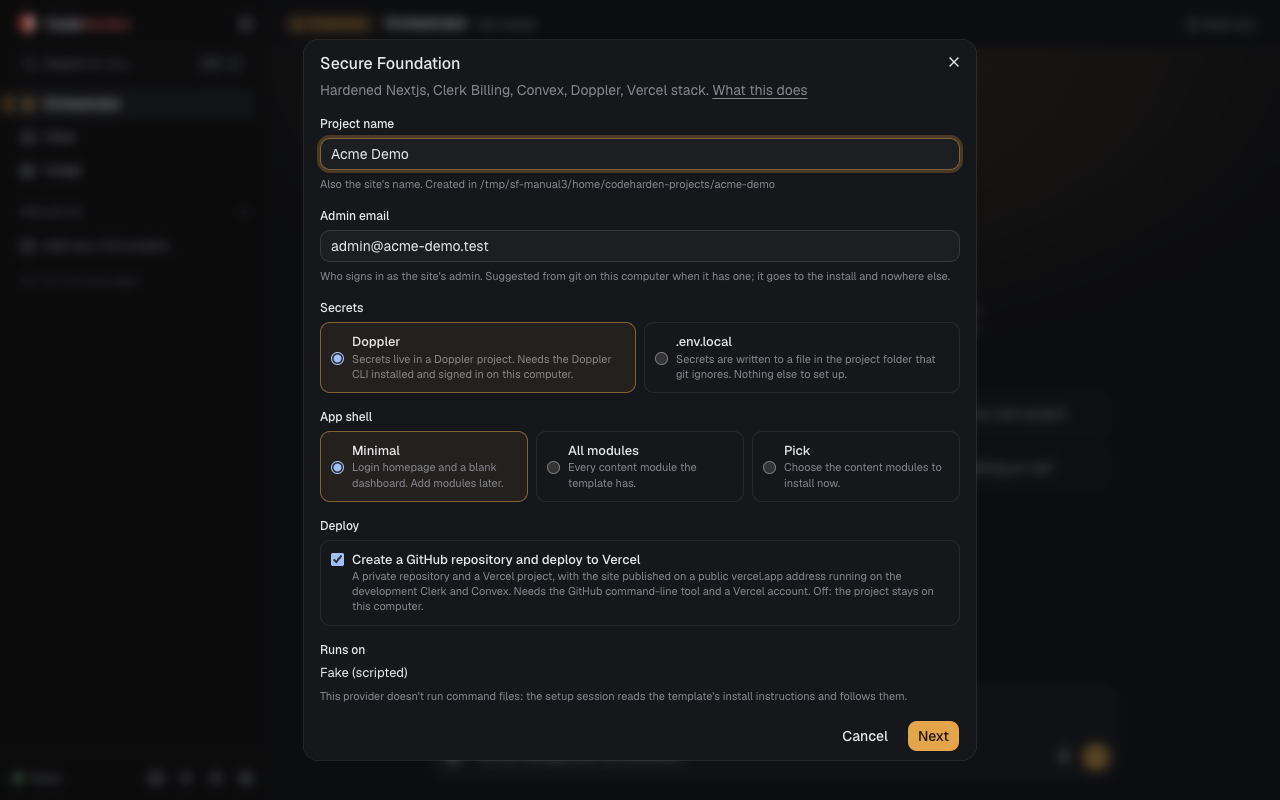 Secure Foundation
Hardened Nextjs, Clerk Billing, Convex, Doppler, Vercel stack. What this does
Project name
Acme Demo
Also the site's name. Created in /tmp/sf-manual3/home/codeharden-projects/acme-demo
Admin email
admin@acme-demo.test
Who signs in as the site's admin. Suggested from git on this computer when it has one; it goes to the install and nowhere else.
Secrets
Doppler
Secrets live in a Doppler project. Needs the Doppler
CLI installed and signed in on this computer.
.env.local
Secrets are written to a file in the project folder that
git ignores. Nothing else to set up.
App shell
Minimal
Login homepage and a blank
dashboard. Add modules later.
All modules
Every content module the
template has.
Pick
Choose the content modules to
install now.
Deploy
Create a GitHub repository and deploy to Vercel
A private repository and a Vercel project, with the site published on a public vercel.app address running on the
development Clerk and Convex. Needs the GitHub command-line tool and a Vercel account. Off: the project stays on
this computer.
Runs on
Fake (scripted)
This provider doesn't run command files: the setup session reads the template's install instructions and follows them.
Cancel
Next